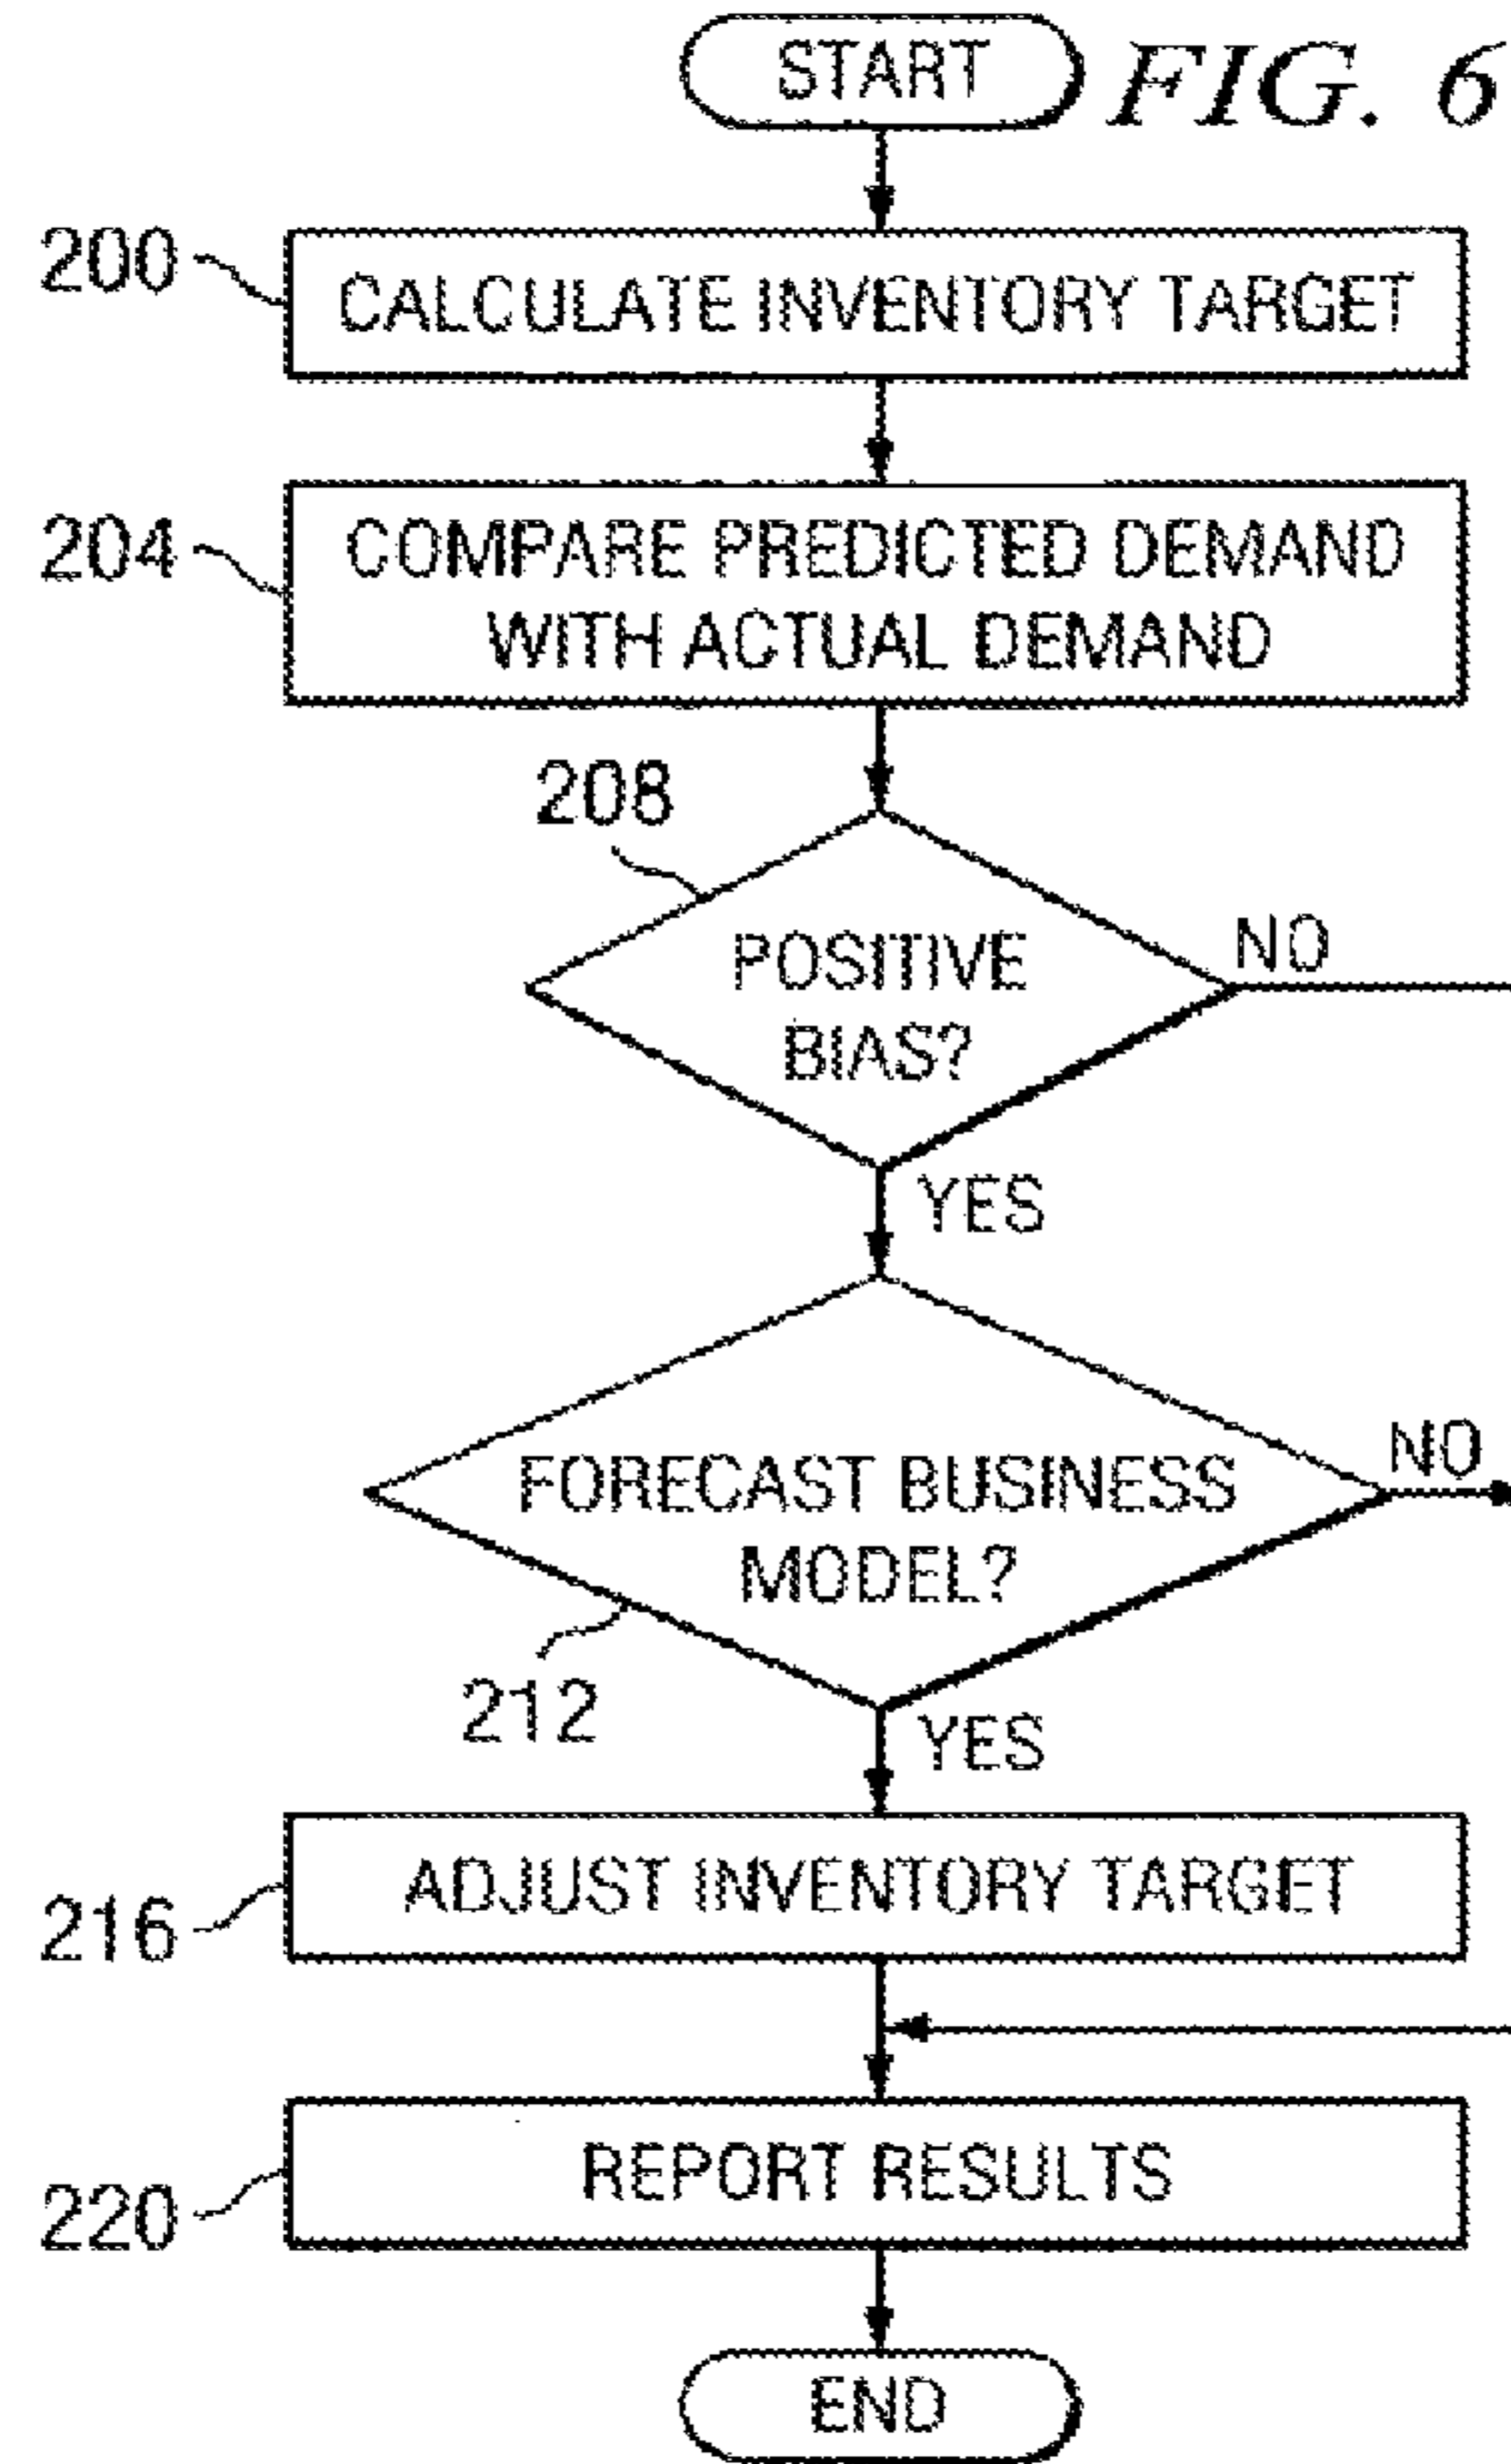 START
FIG. 6
200
CALCULATE INVENTORY TARGET
204
COMPARE PREDICTED DEMAND
WITH ACTUAL DEMAND
208
POSITIVE
BIAS?
NO
YES
FORECAST BUSINESS
MODEL?
NO
212
YES
216
ADJUST INVENTORY TARGET
220
REPORT RESULTS
END